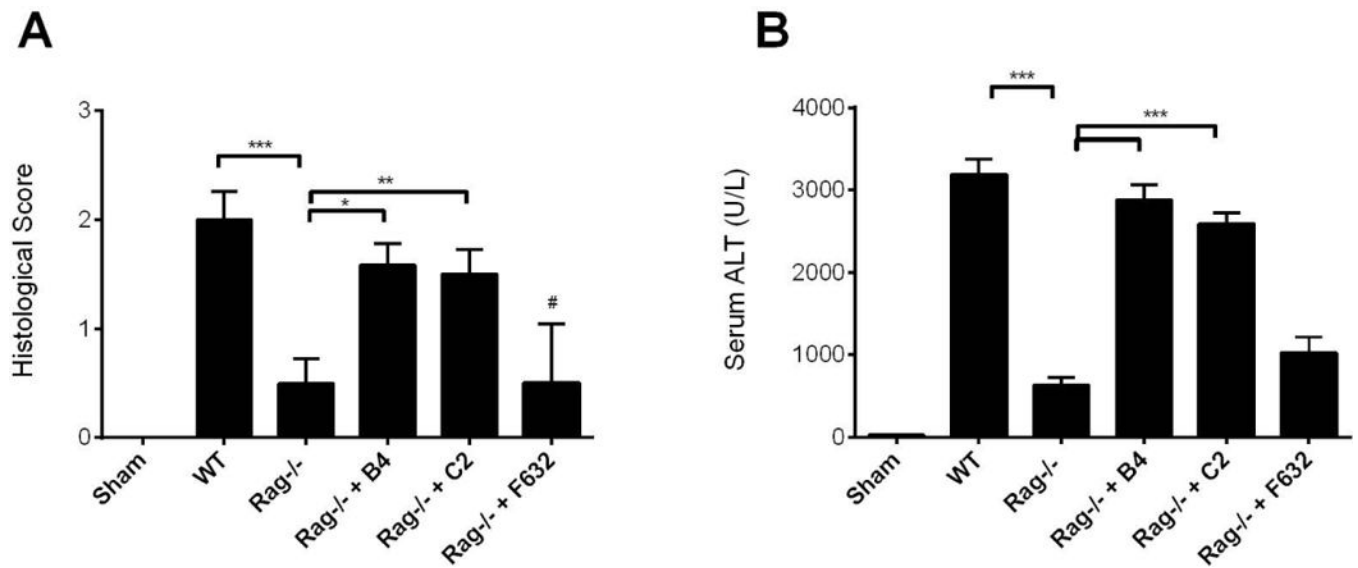 A
Histological Score
3
2
1
0
***
**
*
#
Sham
WT
Rag-/-
Rag-/- + B4
Rag-/- + C2
Rag-/- + F632
B
Serum ALT (U/L)
4000
3000
2000
1000
0
***
***
Sham
WT
Rag-/-
Rag-/- + B4
Rag-/- + C2
Rag-/- + F632